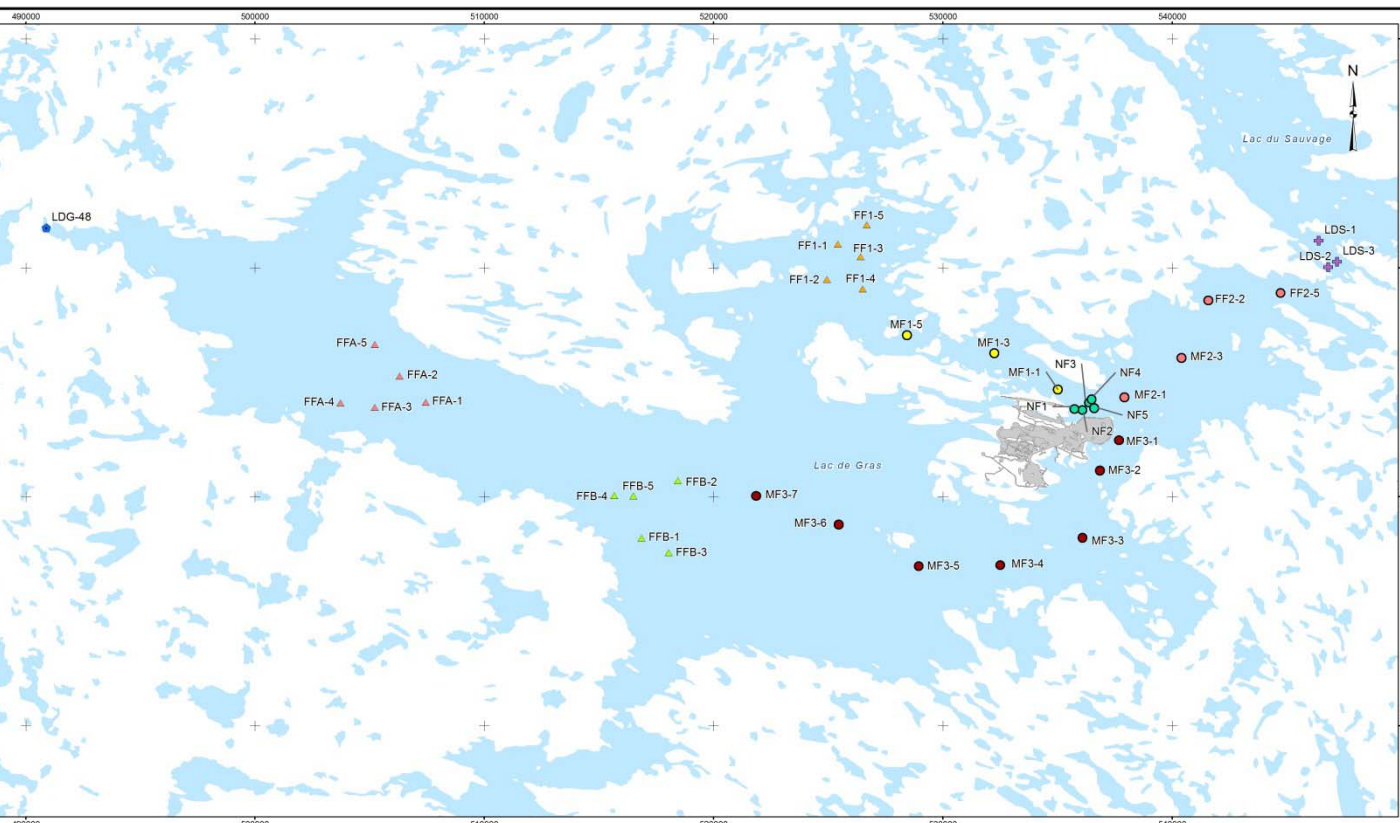 490000 500000 510000 520000 530000 540000
N
Lac du Sauvage
LDG-48
FF1-5
LDS-1
FF1-1 FF1-3
LDS-2 LDS-3
FF1-2 FF1-4
FF2-2 FF2-5
MF1-5
FFA-5
MF1-3
MF2-3
NF3
MF1-1 NF4
FFA-2
MF2-1
FFA-4 FFA-3 FFA-1
NF1 NF5
NF2
MF3-1
Lac de Gras
MF3-2
FFB-2
FFB-5
FFB-4 MF3-7
MF3-6
FFB-1
MF3-3
FFB-3
MF3-5 MF3-4